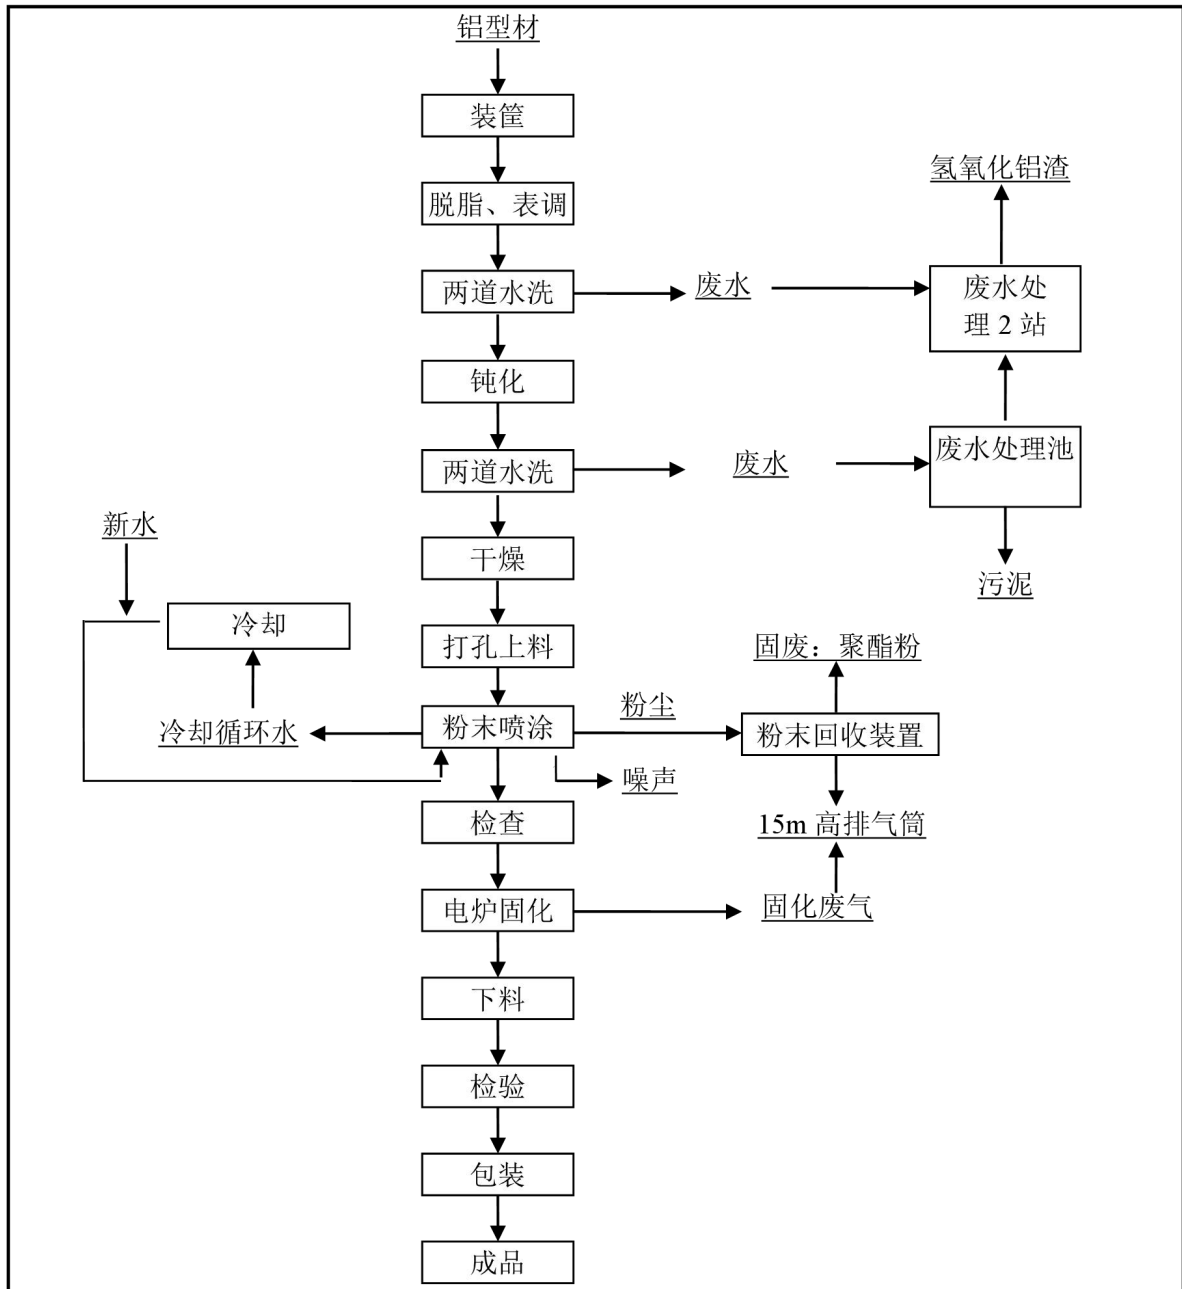 铝型材
装筐
氢氧化铝渣
脱脂、表调
两道水洗
废水
废水处
理 2 站
钝化
两道水洗
废水
废水处理池
新水
干燥
污泥
冷却
打孔上料
固废：聚酯粉
冷却循环水
粉末喷涂
粉尘
粉末回收装置
噪声
检查
15m 高排气筒
电炉固化
固化废气
下料
检验
包装
成品